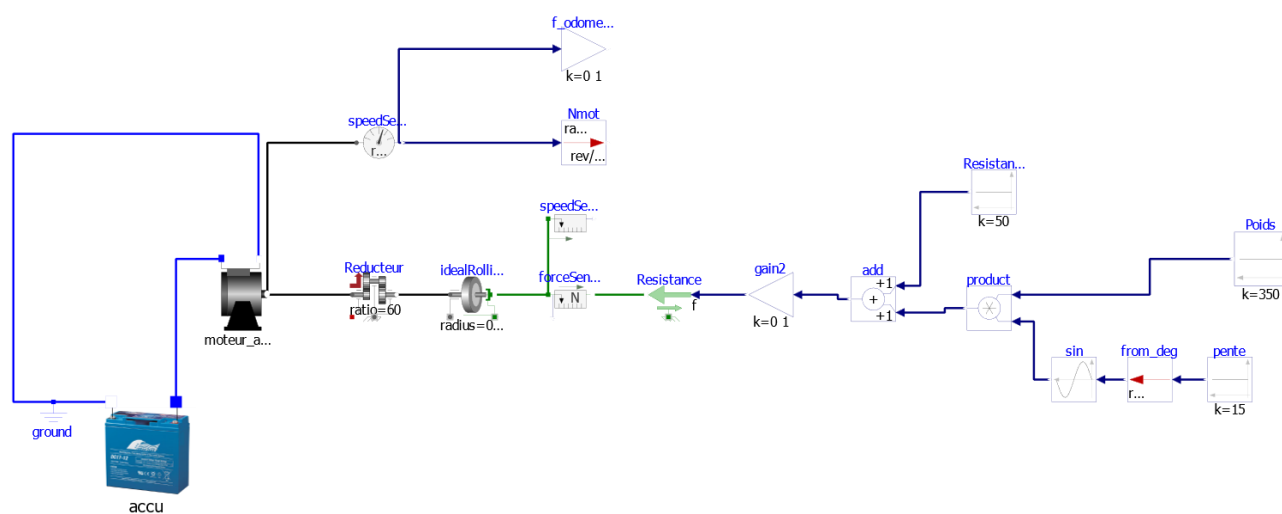 f_odome...
k=0 1
speedSe...
r...
Nmot
ra...
rev/...
Resistan...
k=50
speedSe...
Poids
k=350
Reducteur
ratio=60
idealRolli...
radius=0...
forceSen...
N
Resistance
f
gain2
k=0 1
add
+1
+
+1
product
moteur_a...
sin
from_deg
r...
pente
k=15
ground
accu